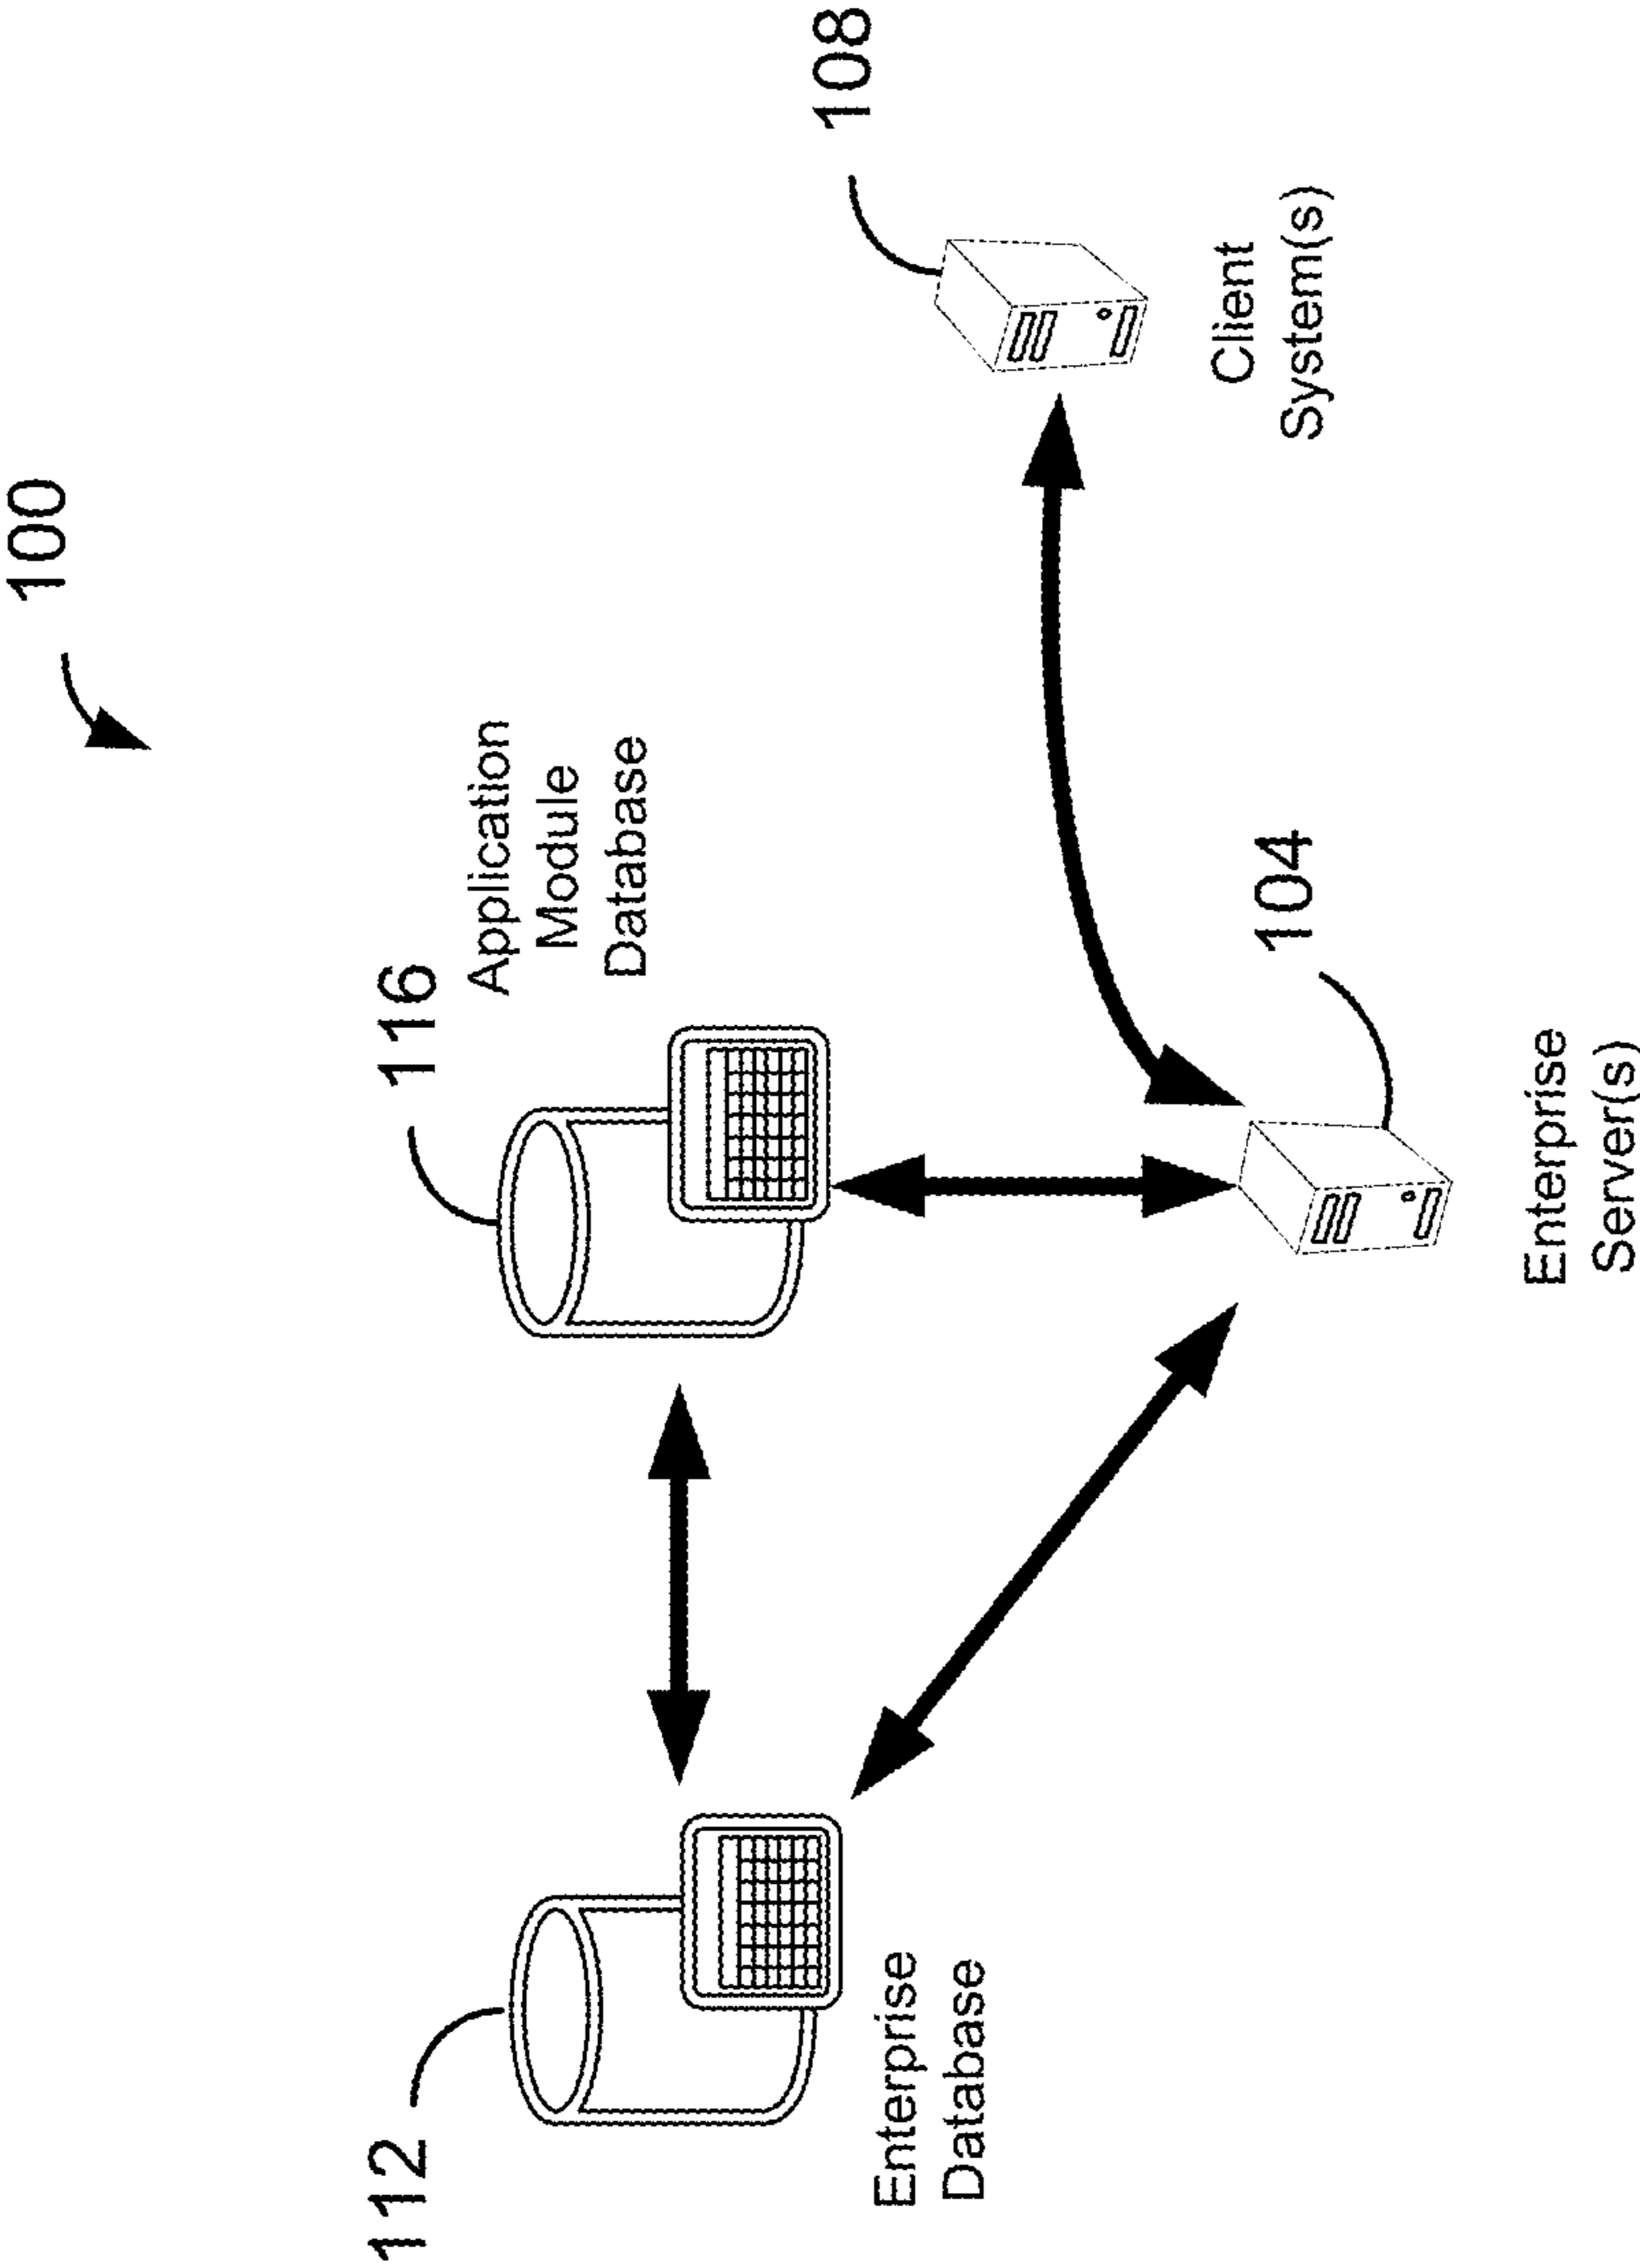 100
112
Enterprise
Database
116
Application
Module
Database
104
Enterprise
Server(s)
108
Client
System(s)